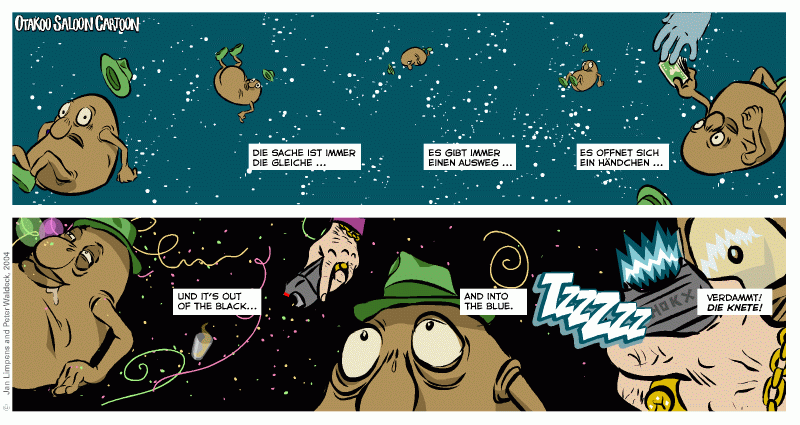 OTAKOO SALOON CARTOON
DIE SACHE IST IMMER
DIE GLEICHE ...
ES GIBT IMMER
EINEN AUSWEG ...
ES OFFNET SICH
EIN HÄNDCHEN ...
UND IT'S OUT
OF THE BLACK...
AND INTO
THE BLUE.
TZZZZZZ
VERDAMMT!
DIE KNETE!
© Jan Limpens and Peter Waldeck, 2004